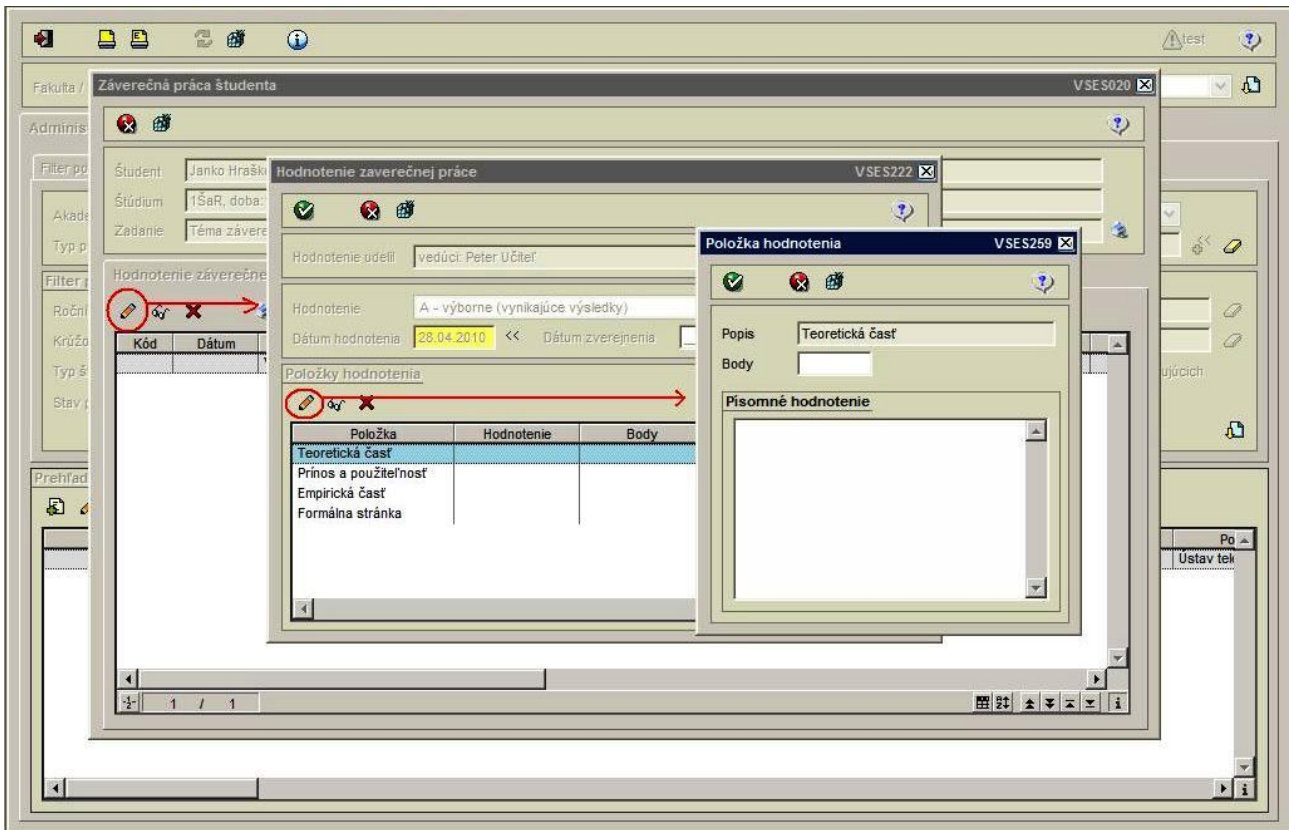 test
Fakulta /
Záverečná práca študenta VSES020
Adminis
Filter po
Študent Janko Hraško
Hodnotenie zaverečnej práce VSES222
Štúdium 1ŠaR, doba:
Akade
Zadanie Téma závere
Typ p
Položka hodnotenia VSES259
Hodnotenie udelil vedúci: Peter Učiteľ
Hodnotenie záverečne
Filter p
Roční
Hodnotenie A - výborne (vynikajúce výsledky)
Popis Teoretická časť
Krúžo
Kód Dátum
Dátum hodnotenia 28.04.2010 << Dátum zverejnenia
Body
Typ š
ujúcich
Položky hodnotenia
Stav p
Písomné hodnotenie
Položka Hodnotenie Body
Teoretická časť
Prínos a použiteľnosť
Empirická časť
Formálna stránka
Prehľad
Po
Ústav tele
1 / 1